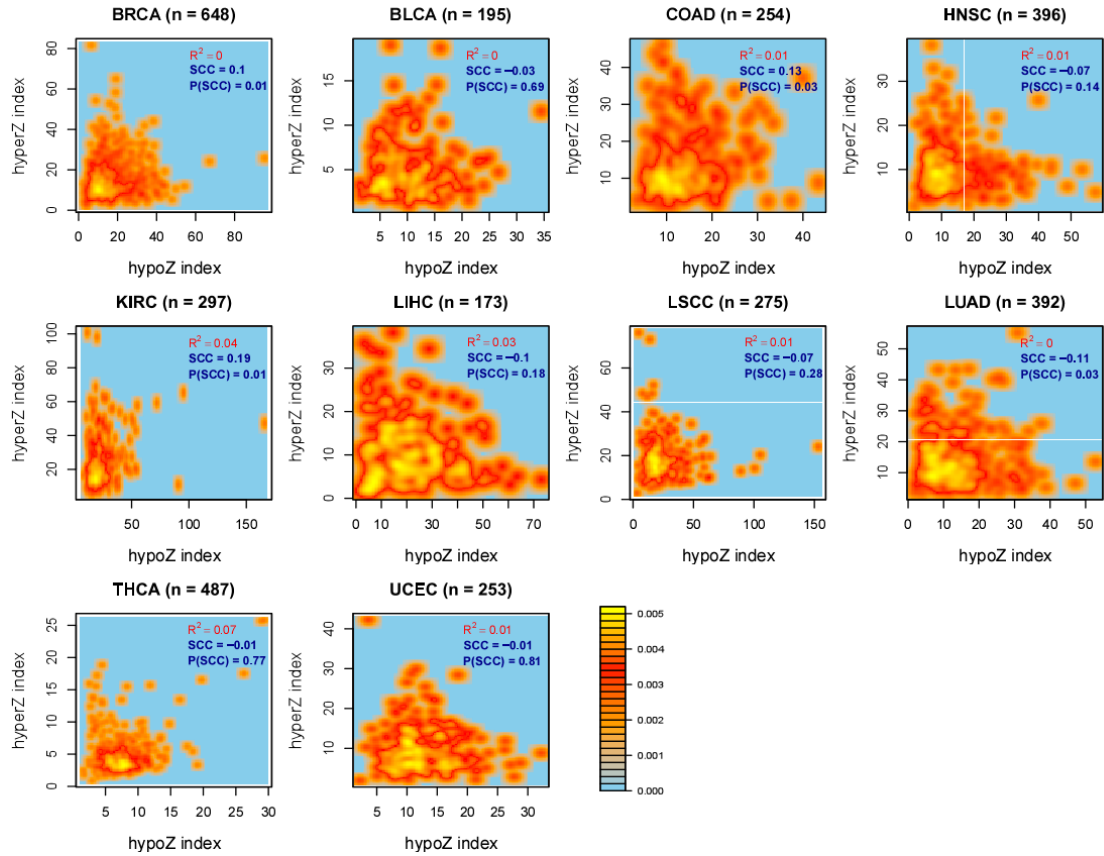 BRCA (n = 648)
R² = 0
SCC = 0.1
P(SCC) = 0.01
hyperZ index
0 20 40 60 80
0 20 40 60 80
hypoZ index
BLCA (n = 195)
R² = 0
SCC = −0.03
P(SCC) = 0.69
hyperZ index
5 10 15
5 10 15 20 25 30 35
hypoZ index
COAD (n = 254)
R² = 0.01
SCC = 0.13
P(SCC) = 0.03
hyperZ index
10 20 30 40
10 20 30 40
hypoZ index
HNSC (n = 396)
R² = 0.01
SCC = −0.07
P(SCC) = 0.14
hyperZ index
10 20 30
0 10 20 30 40 50
hypoZ index
KIRC (n = 297)
R² = 0.04
SCC = 0.19
P(SCC) = 0.01
hyperZ index
20 40 60 80 100
50 100 150
hypoZ index
LIHC (n = 173)
R² = 0.03
SCC = −0.1
P(SCC) = 0.18
hyperZ index
0 10 20 30
0 10 20 30 40 50 60 70
hypoZ index
LSCC (n = 275)
R² = 0.01
SCC = −0.07
P(SCC) = 0.28
hyperZ index
0 20 40 60
0 50 100 150
hypoZ index
LUAD (n = 392)
R² = 0
SCC = −0.11
P(SCC) = 0.03
hyperZ index
10 20 30 40 50
0 10 20 30 40 50
hypoZ index
THCA (n = 487)
R² = 0.07
SCC = −0.01
P(SCC) = 0.77
hyperZ index
0 5 10 15 20 25
5 10 15 20 25 30
hypoZ index
UCEC (n = 253)
R² = 0.01
SCC = −0.01
P(SCC) = 0.81
hyperZ index
0 10 20 30 40
5 10 15 20 25 30
hypoZ index
0.005
0.004
0.003
0.002
0.001
0.000